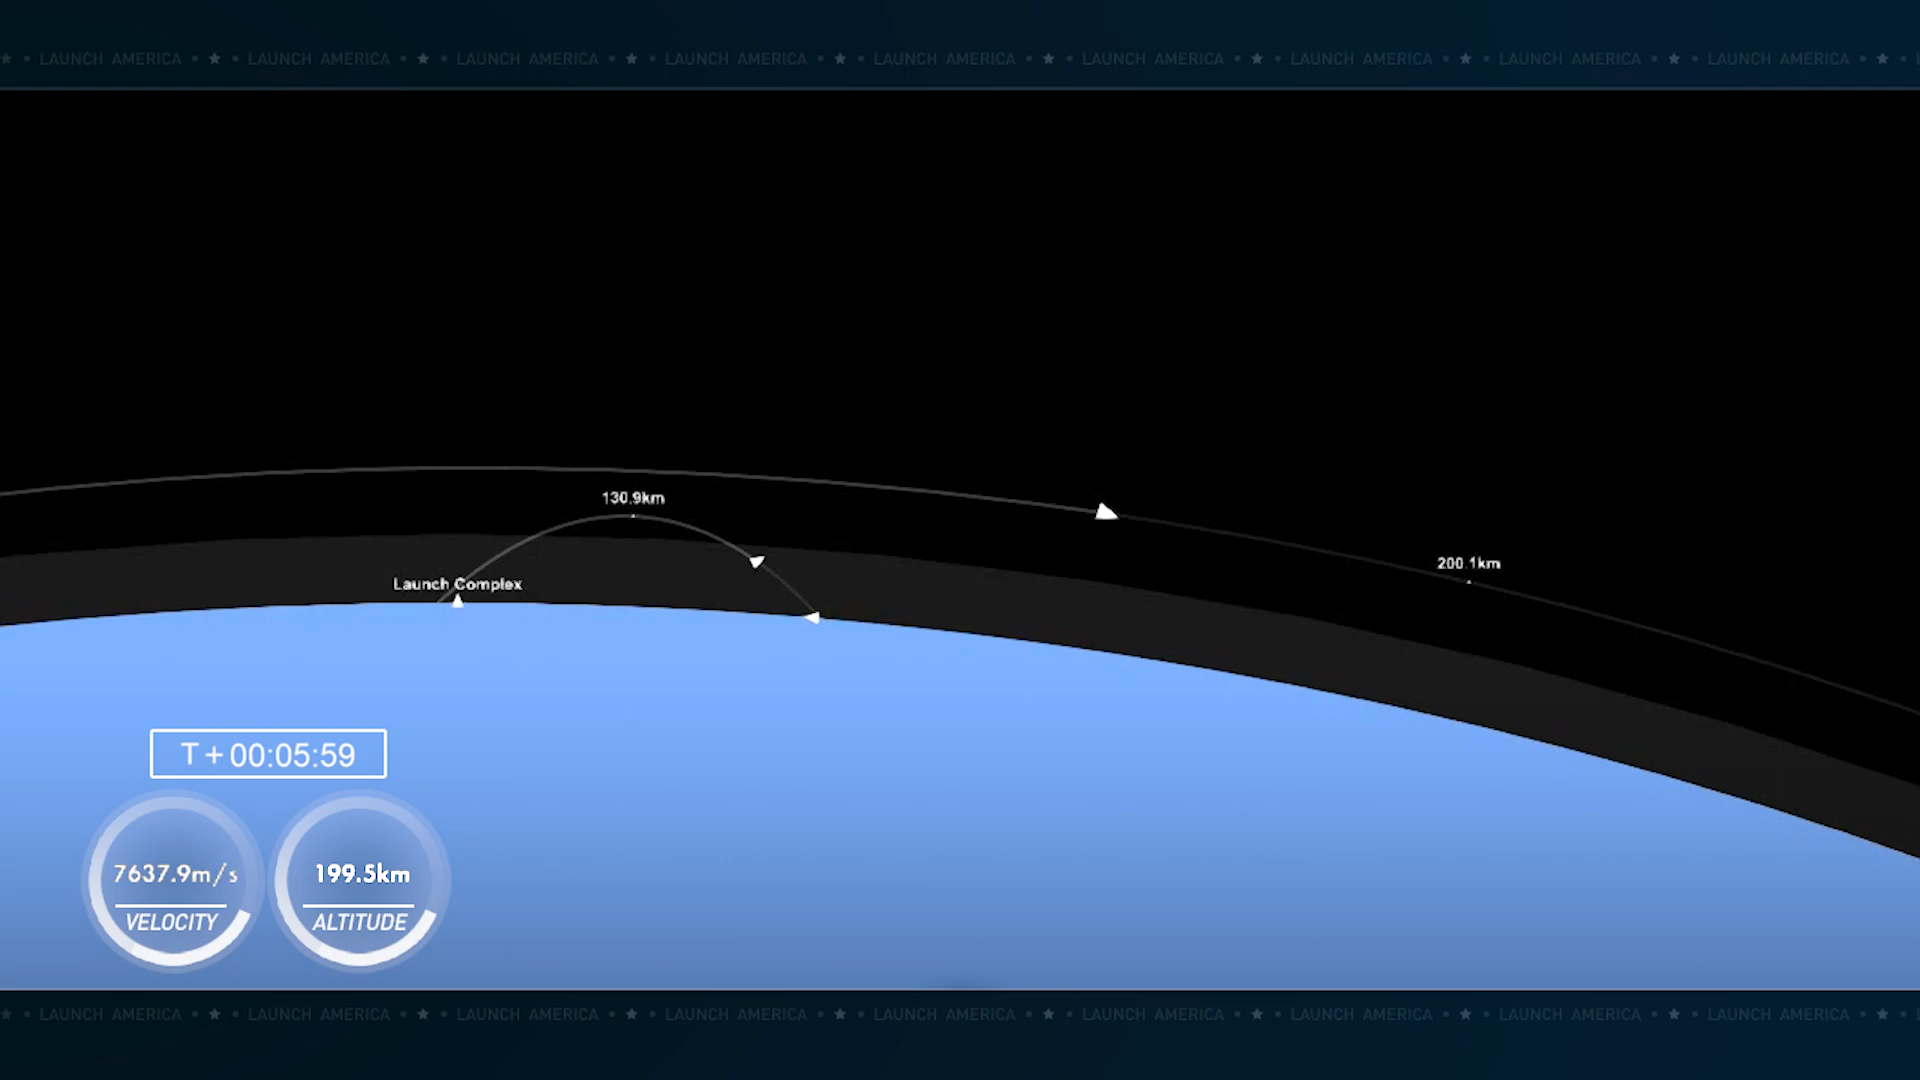 ★ • LAUNCH AMERICA • ★ • LAUNCH AMERICA • ★ • LAUNCH AMERICA • ★ • LAUNCH AMERICA • ★ • LAUNCH AMERICA • ★ • LAUNCH AMERICA • ★ • LAUNCH AMERICA • ★ • LAUNCH AMERICA • ★ • LAUNCH AMERICA • ★ •
130.9km
200.1km
Launch Complex
T+00:05:59
7637.9m/s 199.5km
VELOCITY ALTITUDE
★ • LAUNCH AMERICA • ★ • LAUNCH AMERICA • ★ • LAUNCH AMERICA • ★ • LAUNCH AMERICA • ★ • LAUNCH AMERICA • ★ • LAUNCH AMERICA • ★ • LAUNCH AMERICA • ★ • LAUNCH AMERICA • ★ • LAUNCH AMERICA • ★ •